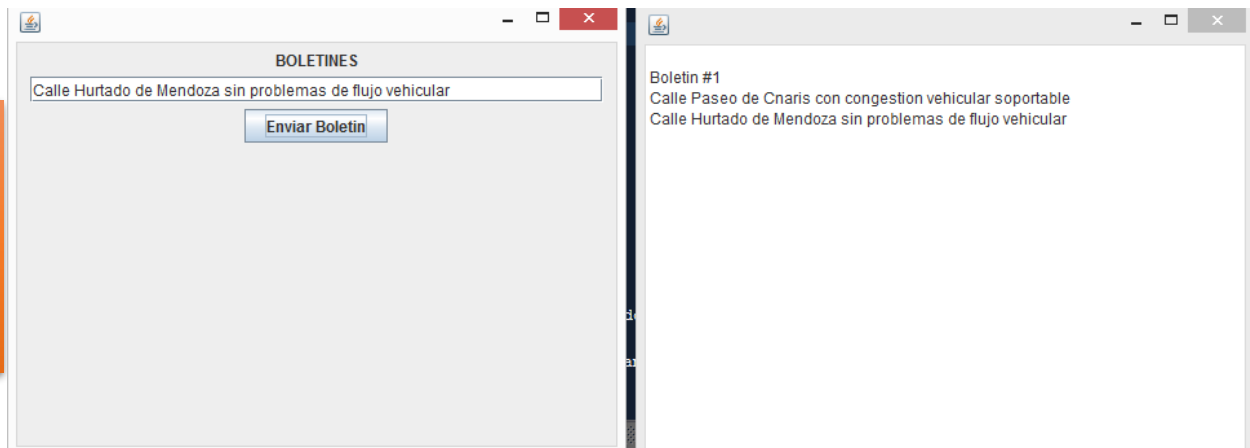 BOLETINES
Calle Hurtado de Mendoza sin problemas de flujo vehicular
Enviar Boletin
Boletin #1
Calle Paseo de Cnaris con congestion vehicular soportable
Calle Hurtado de Mendoza sin problemas de flujo vehicular